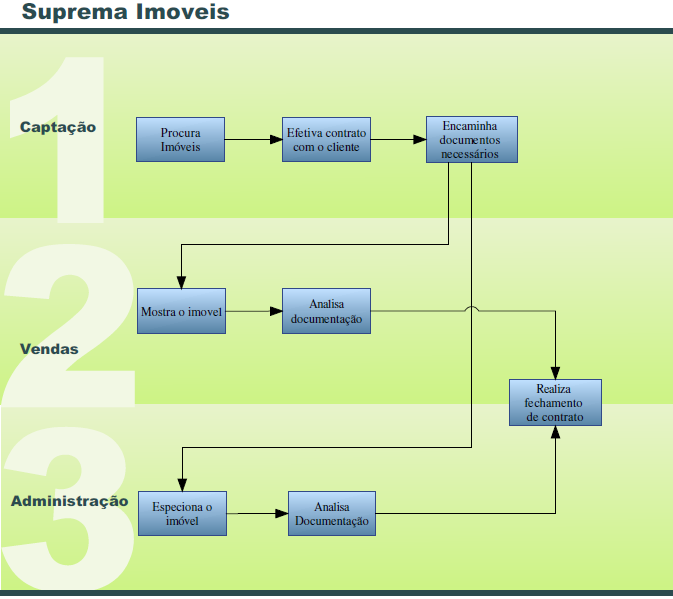 Suprema Imoveis
1
Captação
Procura
Imóveis
Efetiva contrato
com o cliente
Encaminha
documentos
necessários
2
Vendas
Mostra o imovel
Analisa
documentação
Realiza
fechamento
de contrato
3
Administração
Especiona o
imóvel
Analisa
Documentação